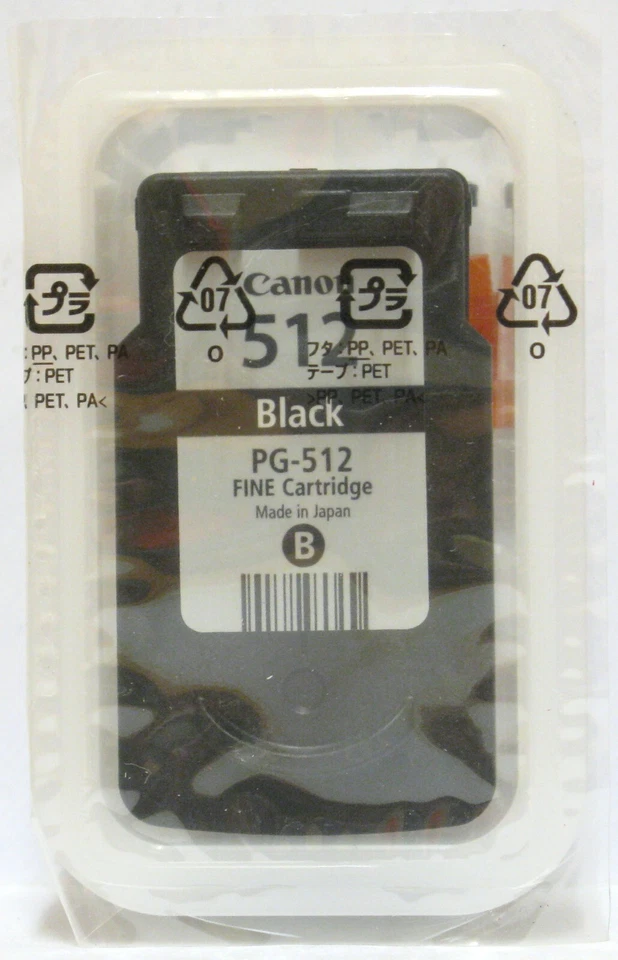 Canon
512
プラ
07
プラ
07
O
O
: PP、PET、PA
プ : PET
、PET、PA<
フタ : PP、PET、PA
テープ : PET
>PP、PET、PA<
Black
PG-512
FINE Cartridge
Made in Japan
B